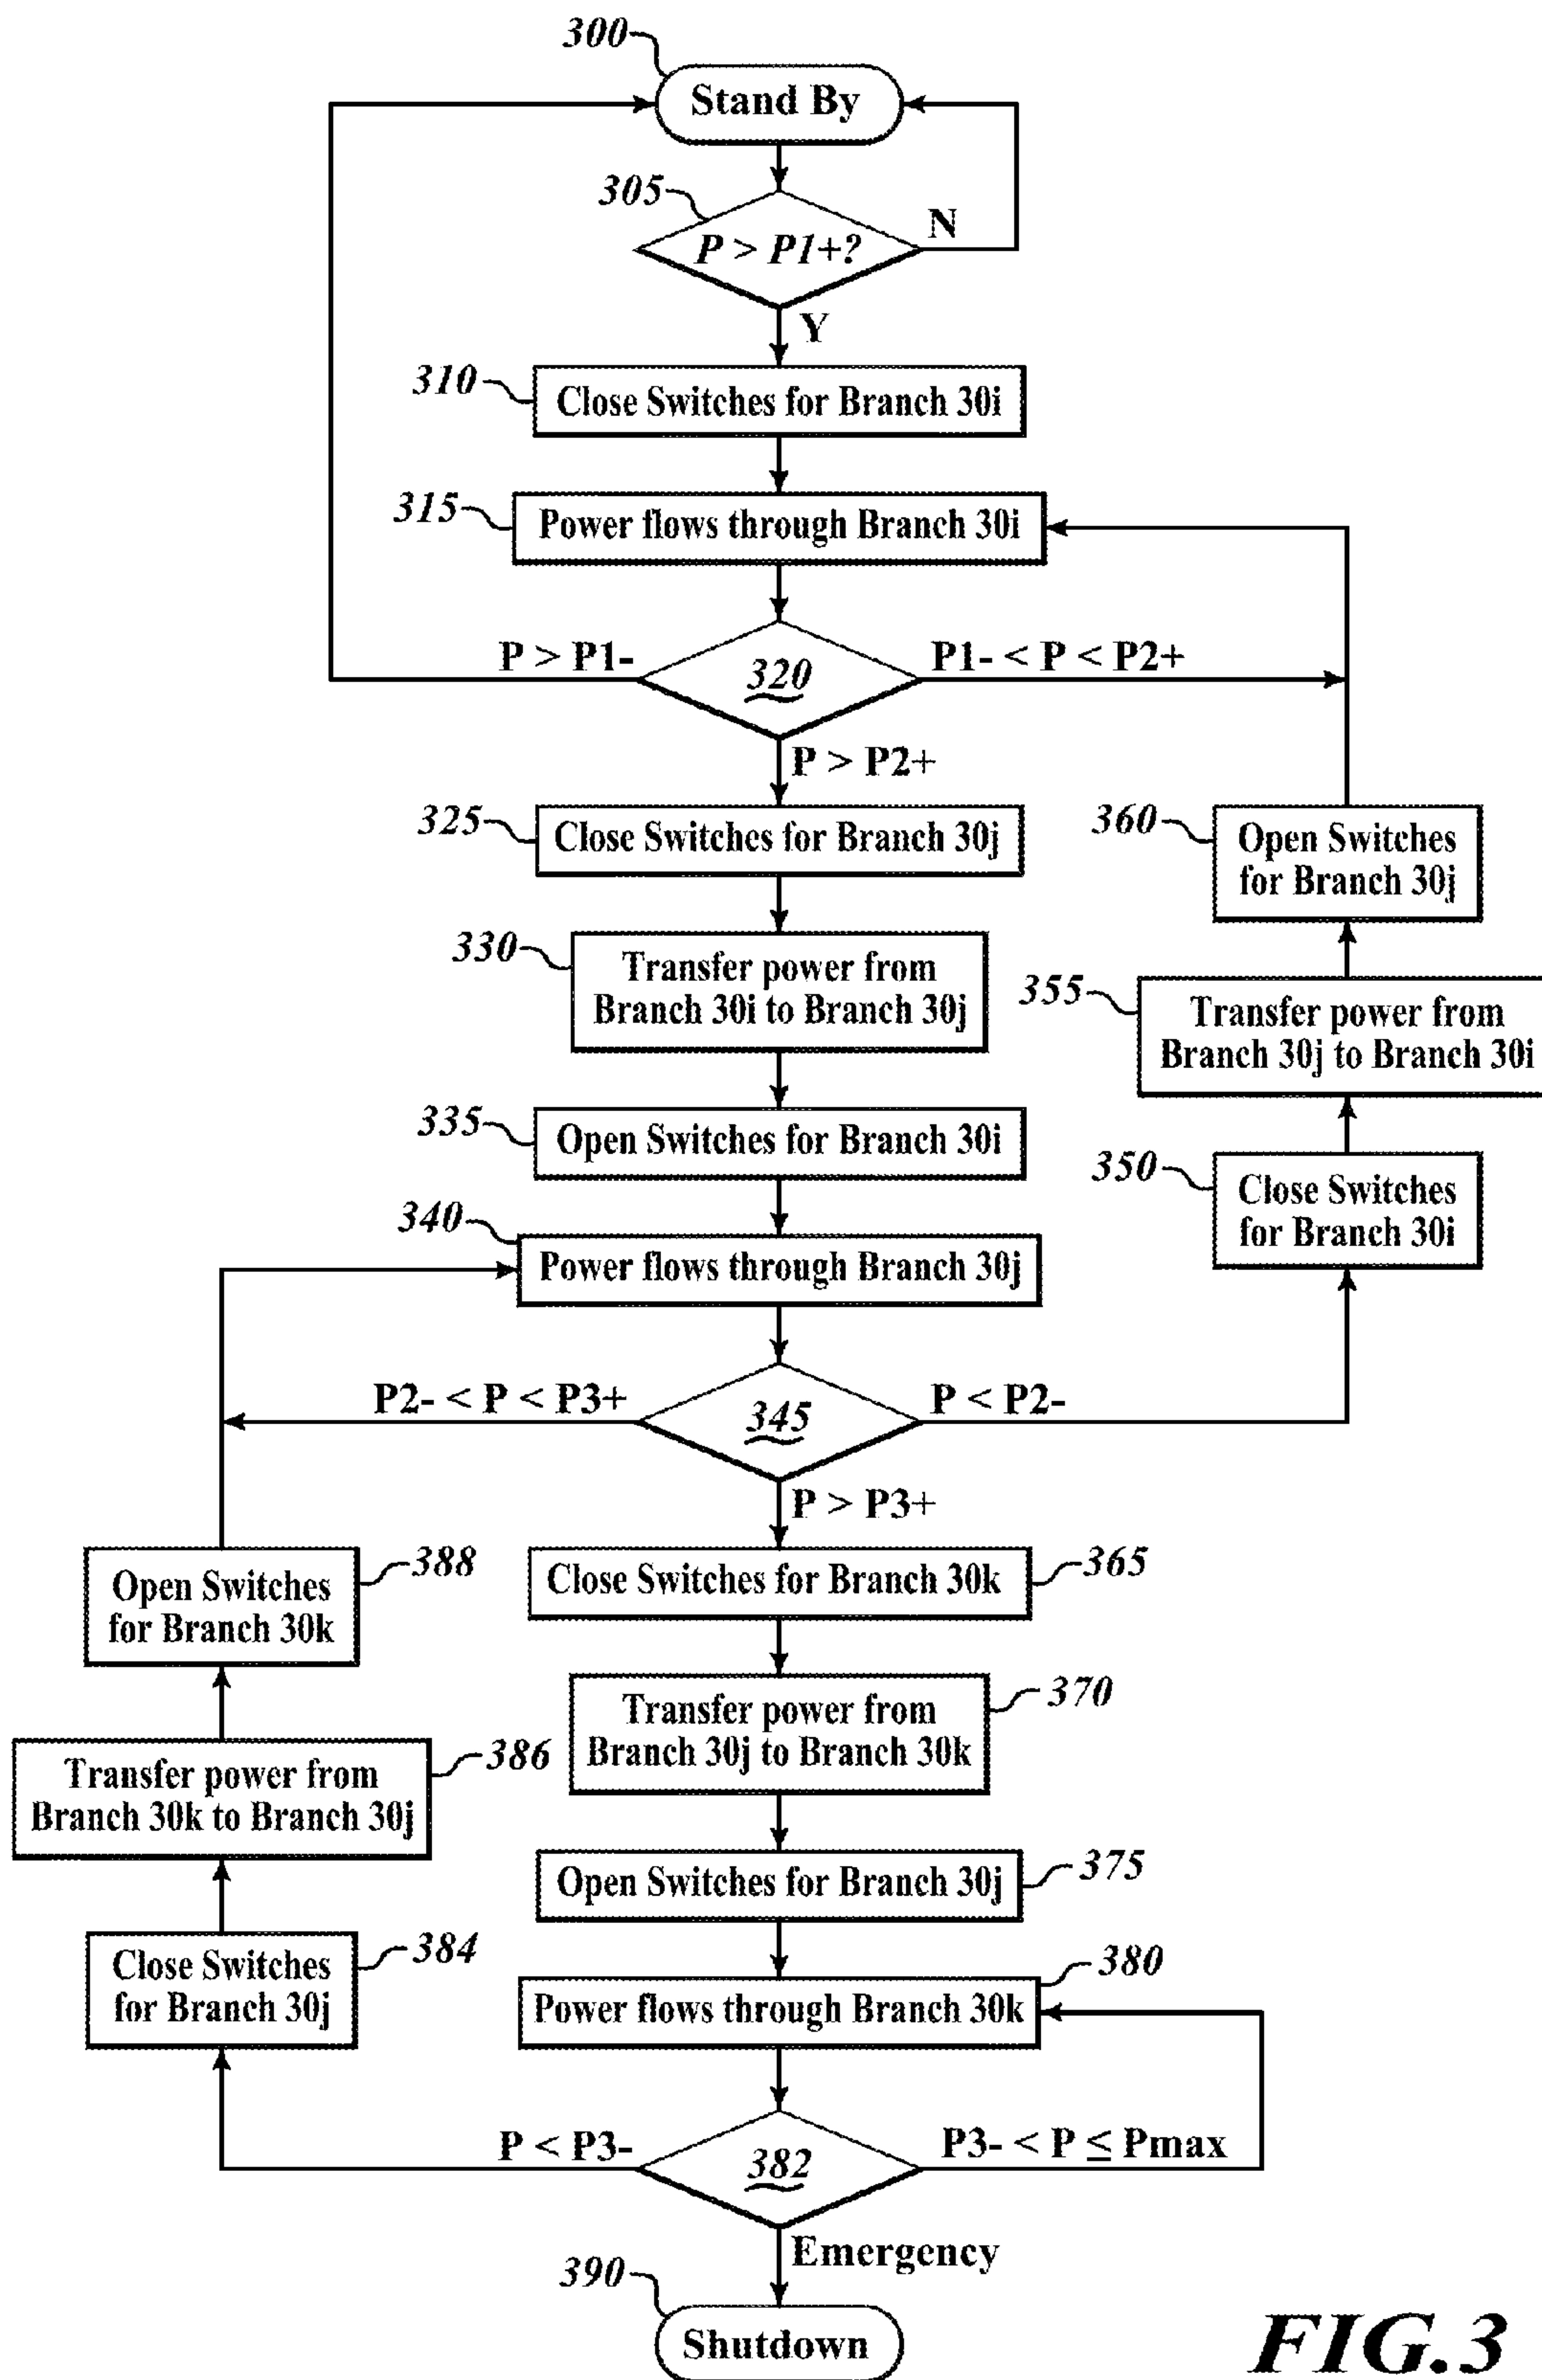 300
Stand By
305
P > P1+?
N
Y
310
Close Switches for Branch 30i
315
Power flows through Branch 30i
P > P1-
320
P1- < P < P2+
P > P2+
325
Close Switches for Branch 30j
360
Open Switches
for Branch 30j
330
Transfer power from
Branch 30i to Branch 30j
355
Transfer power from
Branch 30j to Branch 30i
335
Open Switches for Branch 30i
350
Close Switches
for Branch 30i
340
Power flows through Branch 30j
P2- < P < P3+
345
P < P2-
P > P3+
388
Open Switches
for Branch 30k
Close Switches for Branch 30k
365
Transfer power from
Branch 30j to Branch 30k
370
Transfer power from
Branch 30k to Branch 30j
386
Open Switches for Branch 30j
375
Close Switches
for Branch 30j
384
Power flows through Branch 30k
380
P < P3-
382
P3- < P ≤ Pmax
Emergency
390
Shutdown
FIG.3